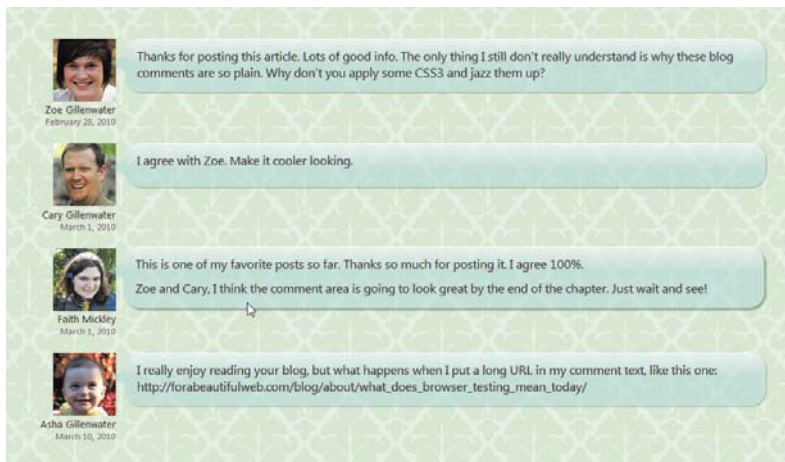 Thanks for posting this article. Lots of good info. The only thing I still don't really understand is why these blog
comments are so plain. Why don't you apply some CSS3 and jazz them up?
Zoe Gillenwater
February 28, 2010
I agree with Zoe. Make it cooler looking.
Cary Gillenwater
March 1, 2010
This is one of my favorite posts so far. Thanks so much for posting it. I agree 100%.
Zoe and Cary, I think the comment area is going to look great by the end of the chapter. Just wait and see!
Faith Mickley
March 1, 2010
I really enjoy reading your blog, but what happens when I put a long URL in my comment text, like this one:
http://forabeautifulweb.com/blog/about/what_does_browser_testing_mean_today/
Asha Gillenwater
March 10, 2010